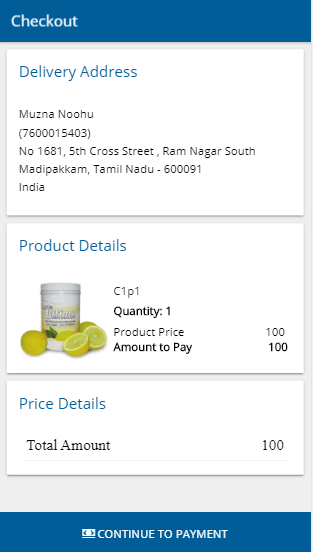 Checkout
Delivery Address
Muzna Noohu
(7600015403)
No 1681, 5th Cross Street , Ram Nagar South
Madipakkam, Tamil Nadu - 600091
India
Product Details
C1p1
Quantity: 1
Product Price 100
Amount to Pay 100
Price Details
Total Amount 100
CONTINUE TO PAYMENT